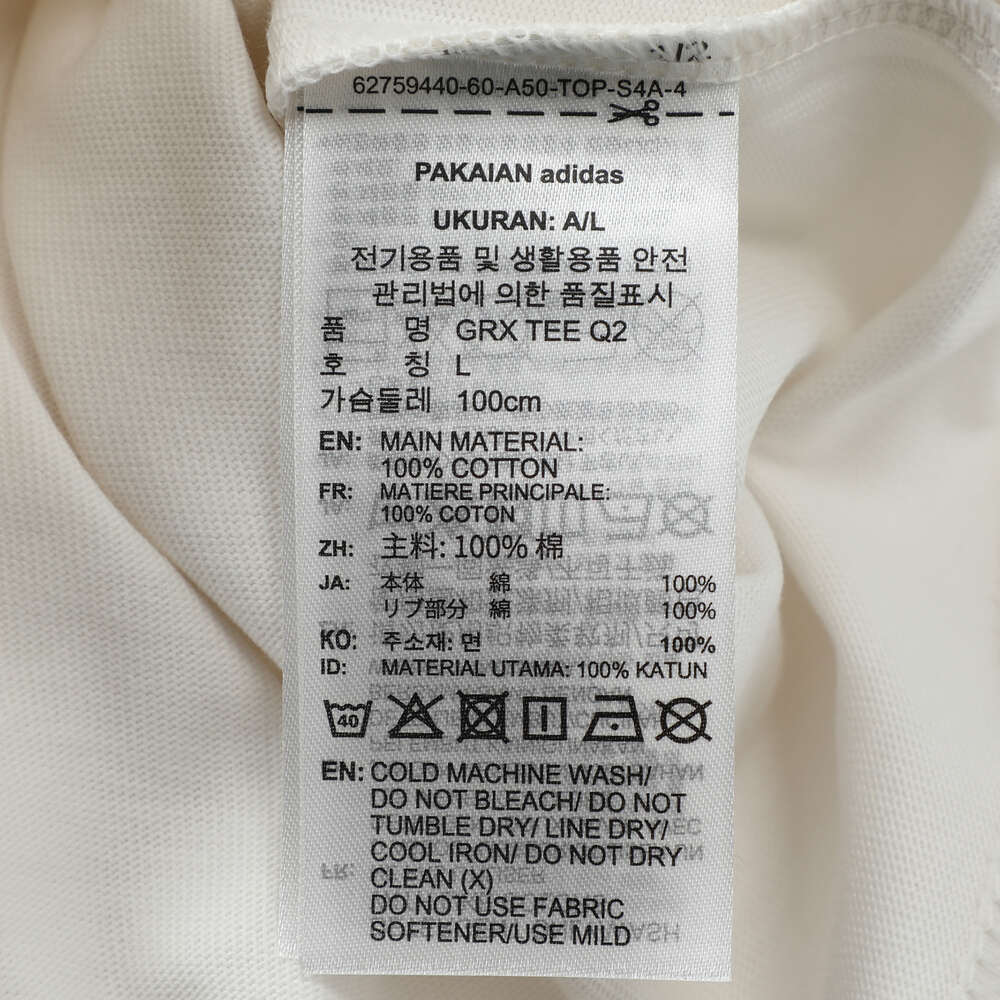 62759440-60-A50-TOP-S4A-4
PAKAIAN adidas
UKURAN: A/L
전기용품 및 생활용품 안전
관리법에 의한 품질표시
품 명 GRX TEE Q2
호 칭 L
가슴둘레 100cm
EN: MAIN MATERIAL:
100% COTTON
FR: MATIERE PRINCIPALE:
100% COTON
ZH: 主料: 100% 棉
JA: 本体 綿 100%
リブ部分 綿 100%
KO: 주소재: 면 100%
ID: MATERIAL UTAMA: 100% KATUN
40
EN: COLD MACHINE WASH/
DO NOT BLEACH/ DO NOT
TUMBLE DRY/ LINE DRY/
COOL IRON/ DO NOT DRY
CLEAN (X)
DO NOT USE FABRIC
SOFTENER/USE MILD